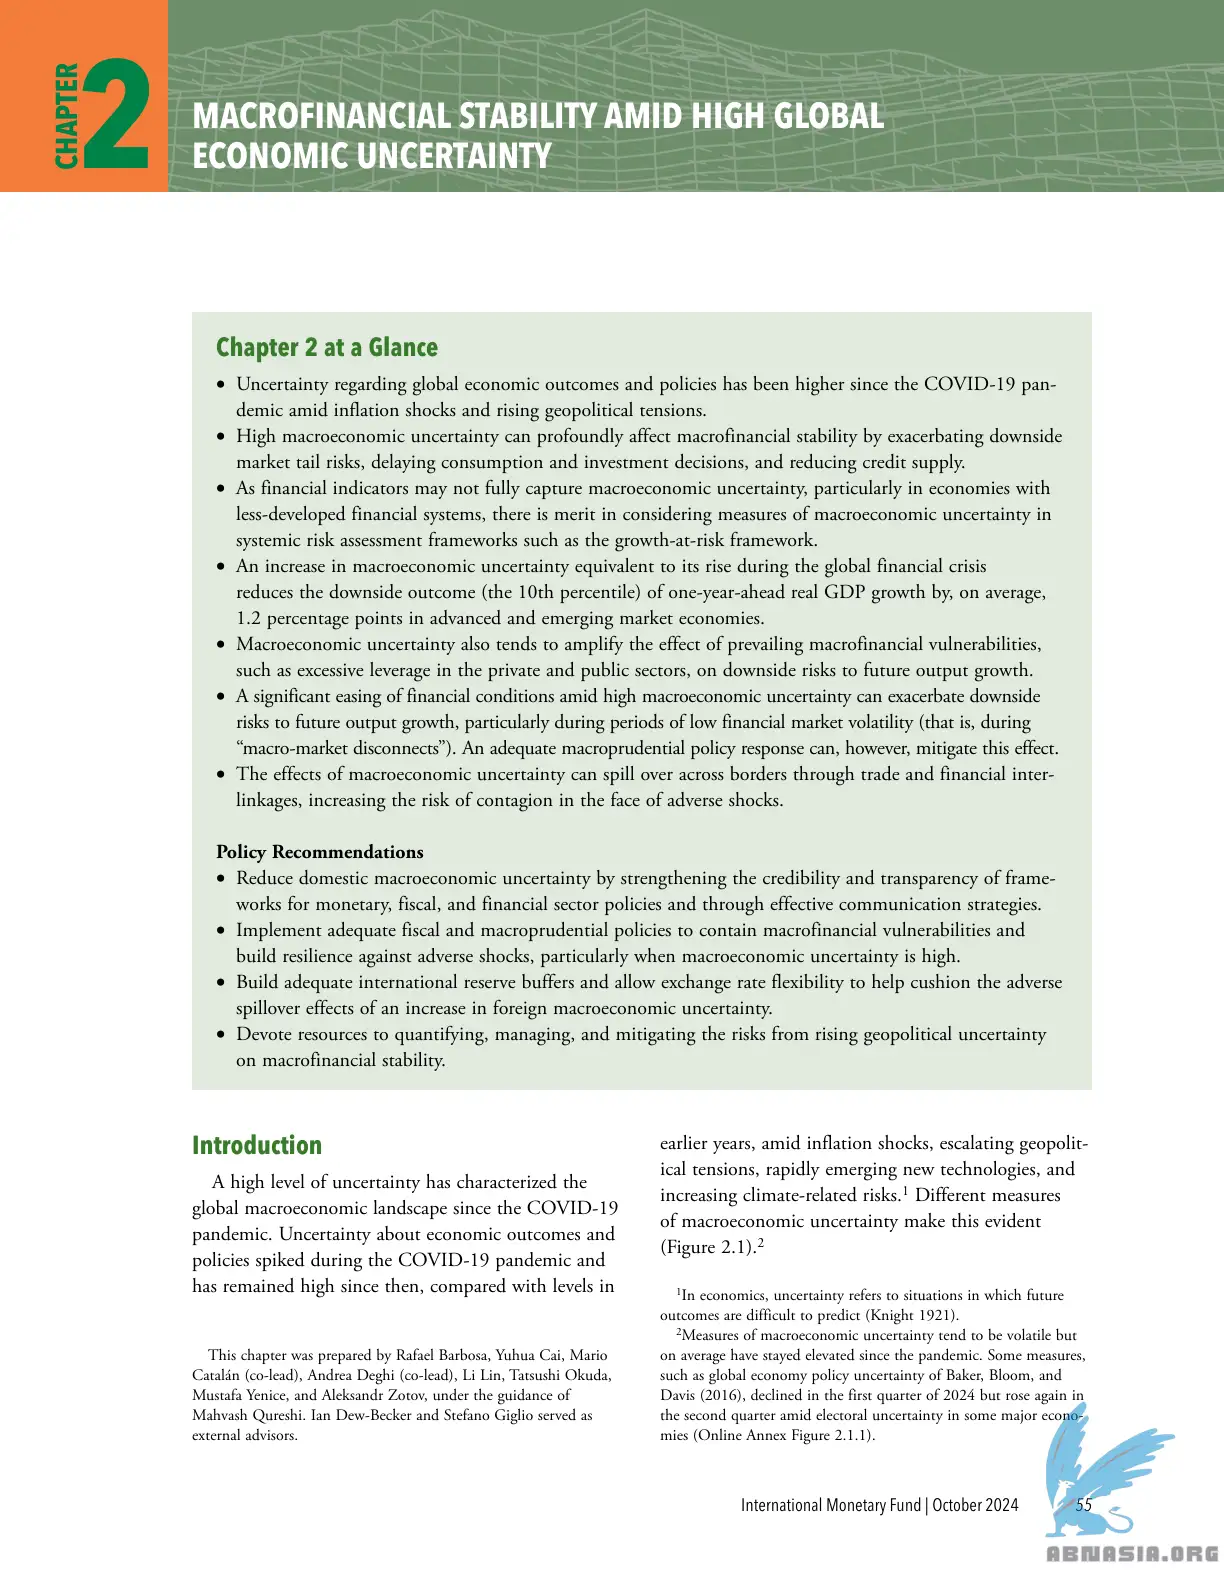 CHAPTER
2
MACROFINANCIAL STABILITY AMID HIGH GLOBAL
ECONOMIC UNCERTAINTY
Chapter 2 at a Glance
• Uncertainty regarding global economic outcomes and policies has been higher since the COVID-19 pan-
demic amid inflation shocks and rising geopolitical tensions.
• High macroeconomic uncertainty can profoundly affect macrofinancial stability by exacerbating downside
market tail risks, delaying consumption and investment decisions, and reducing credit supply.
• As financial indicators may not fully capture macroeconomic uncertainty, particularly in economies with
less-developed financial systems, there is merit in considering measures of macroeconomic uncertainty in
systemic risk assessment frameworks such as the growth-at-risk framework.
• An increase in macroeconomic uncertainty equivalent to its rise during the global financial crisis
reduces the downside outcome (the 10th percentile) of one-year-ahead real GDP growth by, on average,
1.2 percentage points in advanced and emerging market economies.
• Macroeconomic uncertainty also tends to amplify the effect of prevailing macrofinancial vulnerabilities,
such as excessive leverage in the private and public sectors, on downside risks to future output growth.
• A significant easing of financial conditions amid high macroeconomic uncertainty can exacerbate downside
risks to future output growth, particularly during periods of low financial market volatility (that is, during
“macro-market disconnects”). An adequate macroprudential policy response can, however, mitigate this effect.
• The effects of macroeconomic uncertainty can spill over across borders through trade and financial inter-
linkages, increasing the risk of contagion in the face of adverse shocks.
Policy Recommendations
• Reduce domestic macroeconomic uncertainty by strengthening the credibility and transparency of frame-
works for monetary, fiscal, and financial sector policies and through effective communication strategies.
• Implement adequate fiscal and macroprudential policies to contain macrofinancial vulnerabilities and
build resilience against adverse shocks, particularly when macroeconomic uncertainty is high.
• Build adequate international reserve buffers and allow exchange rate flexibility to help cushion the adverse
spillover effects of an increase in foreign macroeconomic uncertainty.
• Devote resources to quantifying, managing, and mitigating the risks from rising geopolitical uncertainty
on macrofinancial stability.
Introduction
A high level of uncertainty has characterized the
global macroeconomic landscape since the COVID-19
pandemic. Uncertainty about economic outcomes and
policies spiked during the COVID-19 pandemic and
has remained high since then, compared with levels in
This chapter was prepared by Rafael Barbosa, Yuhua Cai, Mario
Catalán (co-lead), Andrea Deghi (co-lead), Li Lin, Tatsushi Okuda,
Mustafa Yenice, and Aleksandr Zotov, under the guidance of
Mahvash Qureshi. Ian Dew-Becker and Stefano Giglio served as
external advisors.
earlier years, amid inflation shocks, escalating geopolit-
ical tensions, rapidly emerging new technologies, and
increasing climate-related risks.1 Different measures
of macroeconomic uncertainty make this evident
(Figure 2.1).2
1In economics, uncertainty refers to situations in which future
outcomes are difficult to predict (Knight 1921).
2Measures of macroeconomic uncertainty tend to be volatile but
on average have stayed elevated since the pandemic. Some measures,
such as global economy policy uncertainty of Baker, Bloom, and
Davis (2016), declined in the first quarter of 2024 but rose again in
the second quarter amid electoral uncertainty in some major econo-
mies (Online Annex Figure 2.1.1).
International Monetary Fund | October 2024 55
ABNASIA.ORG